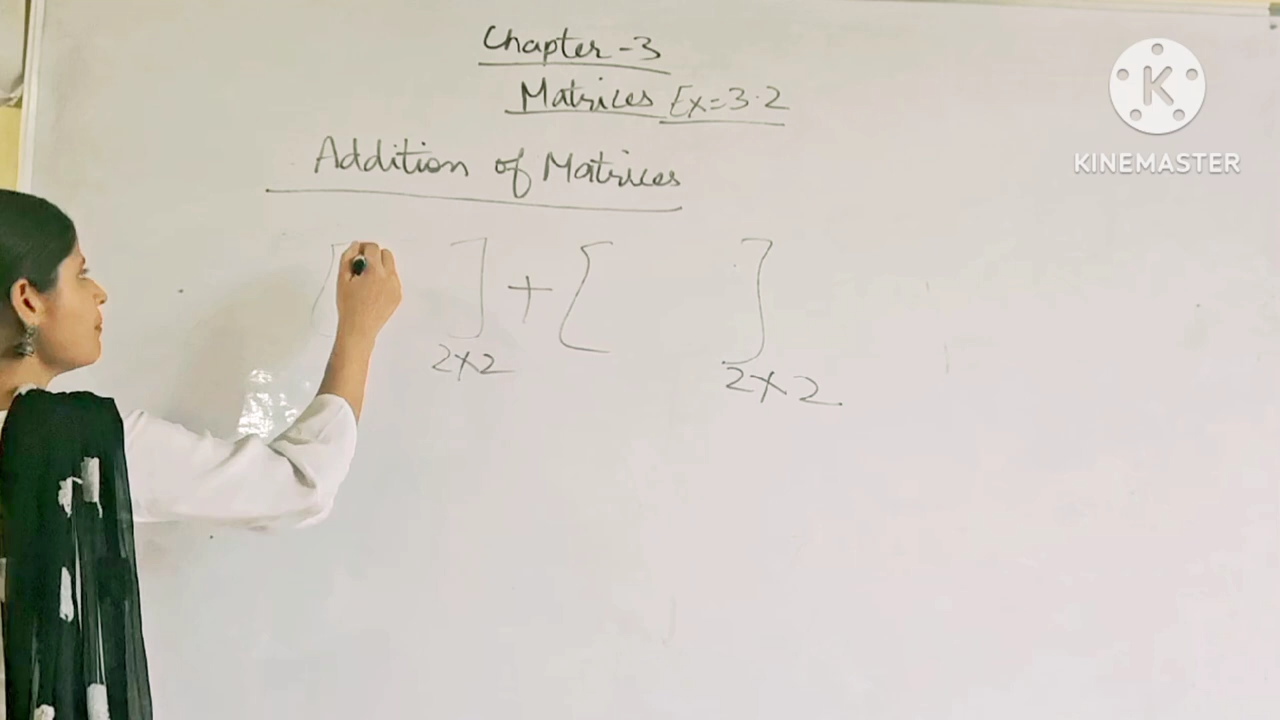 Chapter-3
Matrices Ex=3.2
Addition of Matrices
[ ] + [ ]
2×2 2×2
K
KINEMASTER